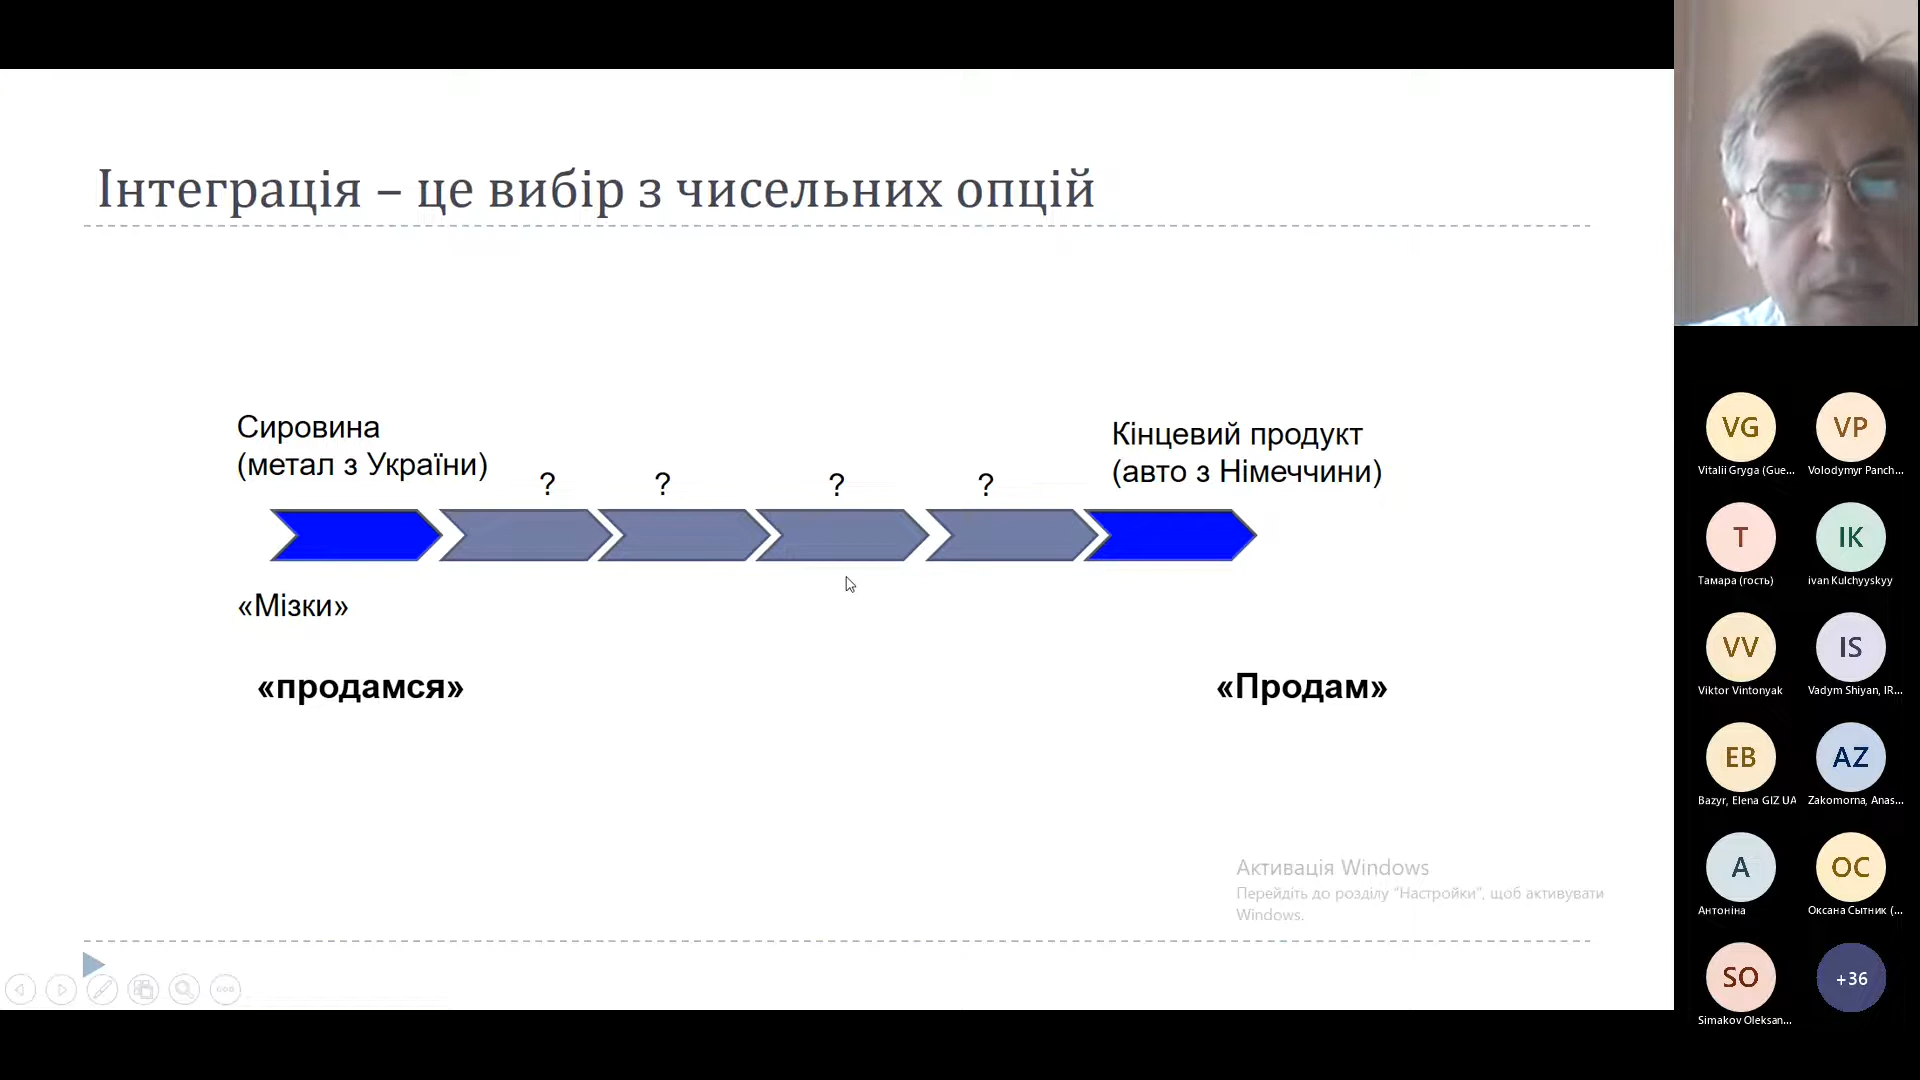 Інтеграція – це вибір з чисельних опцій
Сировина
(метал з України)
?
?
?
?
Кінцевий продукт
(авто з Німеччини)
«Мізки»
«продамся»
«Продам»
Активація Windows
Перейдіть до розділу "Настройки", щоб активувати
Windows.
VG
Vitalii Gryga (Gue...
VP
Volodymyr Panch...
T
Тамара (гость)
IK
ivan Kulchyyskyy
VV
Viktor Vintonyak
IS
Vadym Shiyan, IR...
EB
Bazyr, Elena GIZ UA
AZ
Zakomorna, Anas...
A
Антоніна
OC
Оксана Сытник (...
SO
Simakov Oleksan...
+36